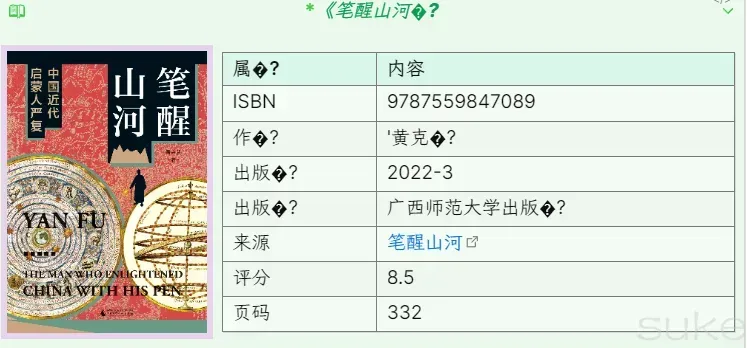 *《笔醒山河�?
笔醒
山河
中国近代
启蒙人严复
YAN FU
THE MAN WHO ENLIGHTENED
CHINA WITH HIS PEN
属�? 内容
ISBN 9787559847089
作�? '黄克�?
出版�? 2022-3
出版�? 广西师范大学出版�?
来源 笔醒山河
评分 8.5
页码 332
suke